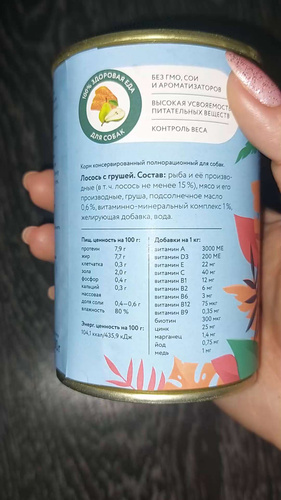 100% ЗДОРОВАЯ ЕДА
ДЛЯ СОБАК
БЕЗ ГМО, СОИ
И АРОМАТИЗАТОРОВ
ВЫСОКАЯ УСВОЯЕМОСТЬ
ПИТАТЕЛЬНЫХ ВЕЩЕСТВ
КОНТРОЛЬ ВЕСА
Корм консервированный полнорационный для собак.
Лосось с грушей. Состав: рыба и её произво-
дные (в т. ч. лосось не менее 15%), мясо и его
производные, груша, подсолнечное масло
0,6%, витаминно-минеральный комплекс 1%,
желирующая добавка, вода.
Пищ. ценность на 100 г:
протеин 7,9 г
жир 7,7 г
клетчатка 0,3 г
зола 2,0 г
фосфор 0,4 г
кальций 0,3 г
массовая
доля соли 0,4–0,6 г
влажность 80 %
Энерг. ценность на 100 г:
104,1 ккал/435,9 кДж
Добавки на 1 кг:
витамин A 3000 МЕ
витамин D3 200 МЕ
витамин E 22 мг
витамин C 40 мг
витамин B1 12 мг
витамин B2 6 мг
витамин B6 3 мг
витамин B12 75 мкг
витамин B9 0,35 мг
биотин 300 мкг
цинк 25 мг
марганец 1,4 мг
йод 0,75 мг
медь 1 мг